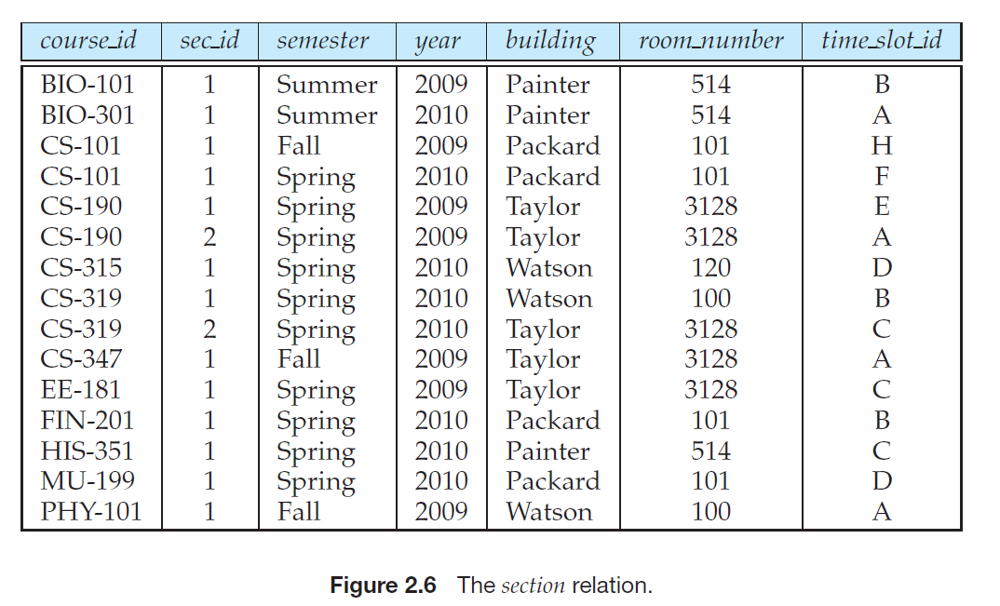 course_id sec_id semester year building room_number time_slot_id
BIO-101 1 Summer 2009 Painter 514 B
BIO-301 1 Summer 2010 Painter 514 A
CS-101 1 Fall 2009 Packard 101 H
CS-101 1 Spring 2010 Packard 101 F
CS-190 1 Spring 2009 Taylor 3128 E
CS-190 2 Spring 2009 Taylor 3128 A
CS-315 1 Spring 2010 Watson 120 D
CS-319 1 Spring 2010 Watson 100 B
CS-319 2 Spring 2010 Taylor 3128 C
CS-347 1 Fall 2009 Taylor 3128 A
EE-181 1 Spring 2009 Taylor 3128 C
FIN-201 1 Spring 2010 Packard 101 B
HIS-351 1 Spring 2010 Painter 514 C
MU-199 1 Spring 2010 Packard 101 D
PHY-101 1 Fall 2009 Watson 100 A
Figure 2.6 The section relation.